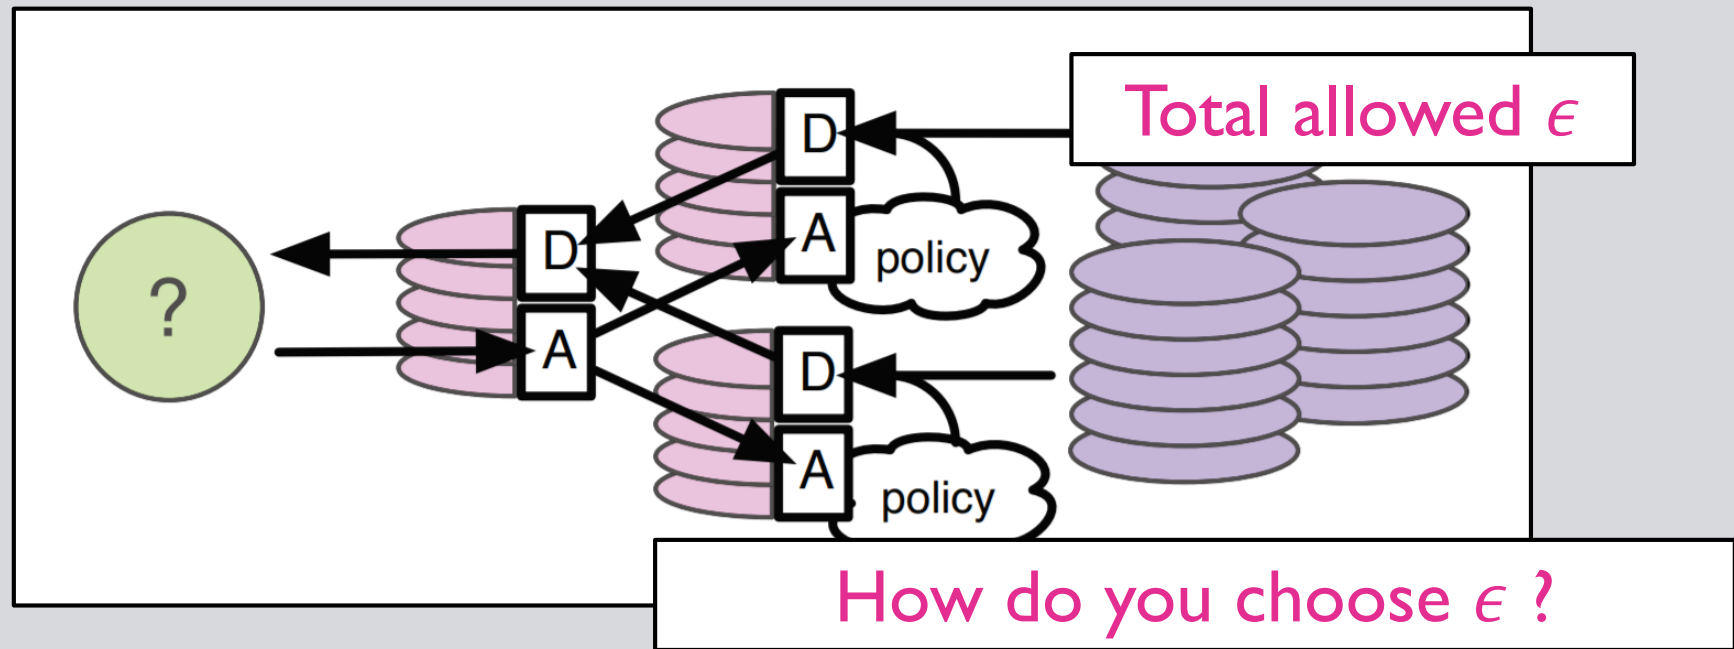 Total allowed ϵ
D
A
policy
D
A
?
D
A
policy
How do you choose ϵ ?